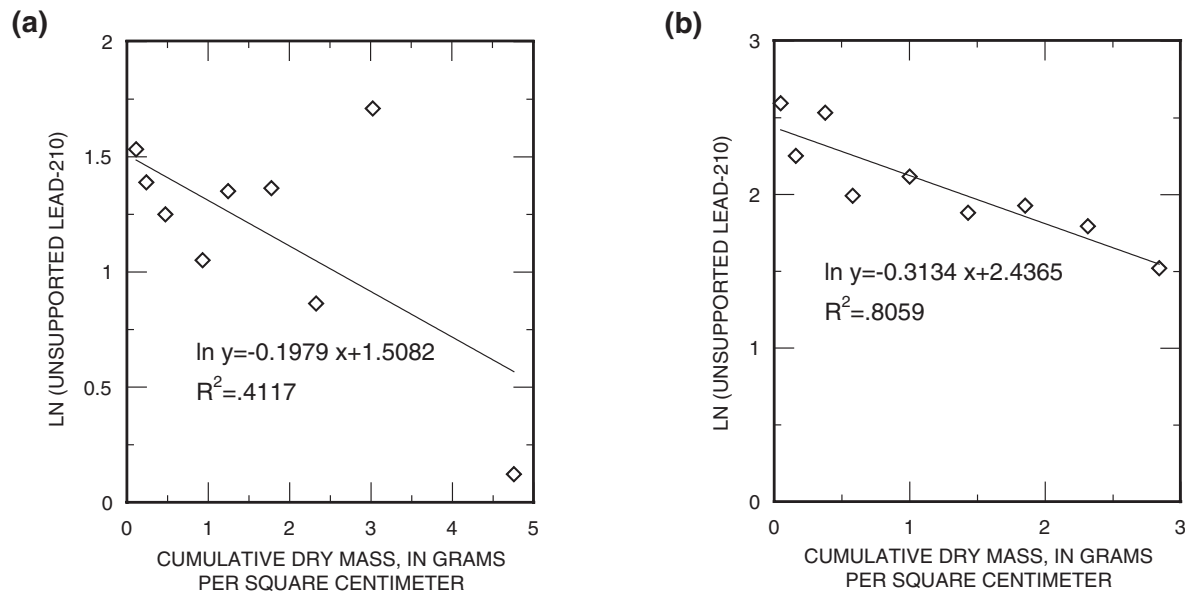 (a)
2
1.5
1
0.5
0
LN (UNSUPPORTED LEAD-210)
ln y=-0.1979 x+1.5082
R²=.4117
0 1 2 3 4 5
CUMULATIVE DRY MASS, IN GRAMS
PER SQUARE CENTIMETER
(b)
3
2
1
0
LN (UNSUPPORTED LEAD-210)
ln y=-0.3134 x+2.4365
R²=.8059
0 1 2 3
CUMULATIVE DRY MASS, IN GRAMS
PER SQUARE CENTIMETER